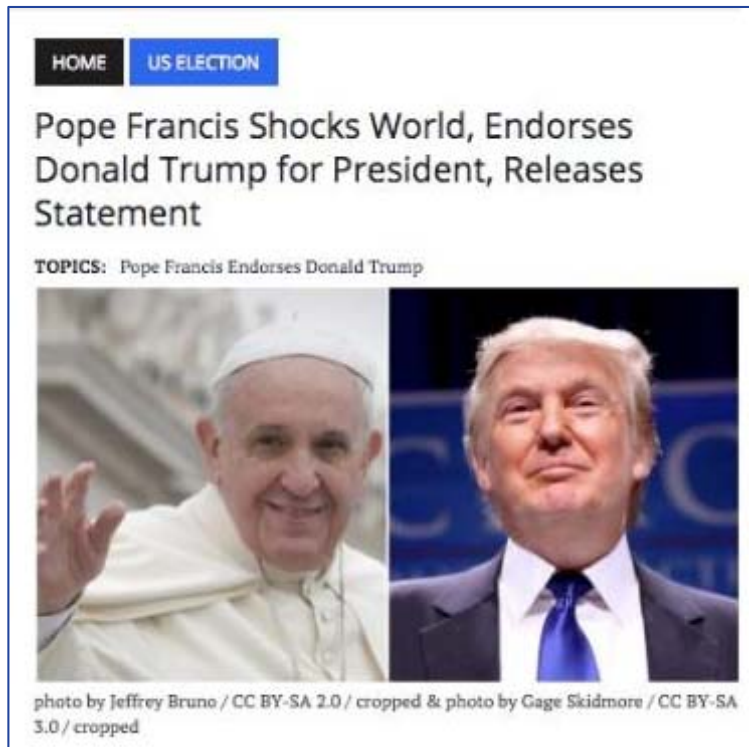 HOME US ELECTION
Pope Francis Shocks World, Endorses
Donald Trump for President, Releases
Statement
TOPICS: Pope Francis Endorses Donald Trump
photo by Jeffrey Bruno / CC BY-SA 2.0 / cropped & photo by Gage Skidmore / CC BY-SA
3.0 / cropped